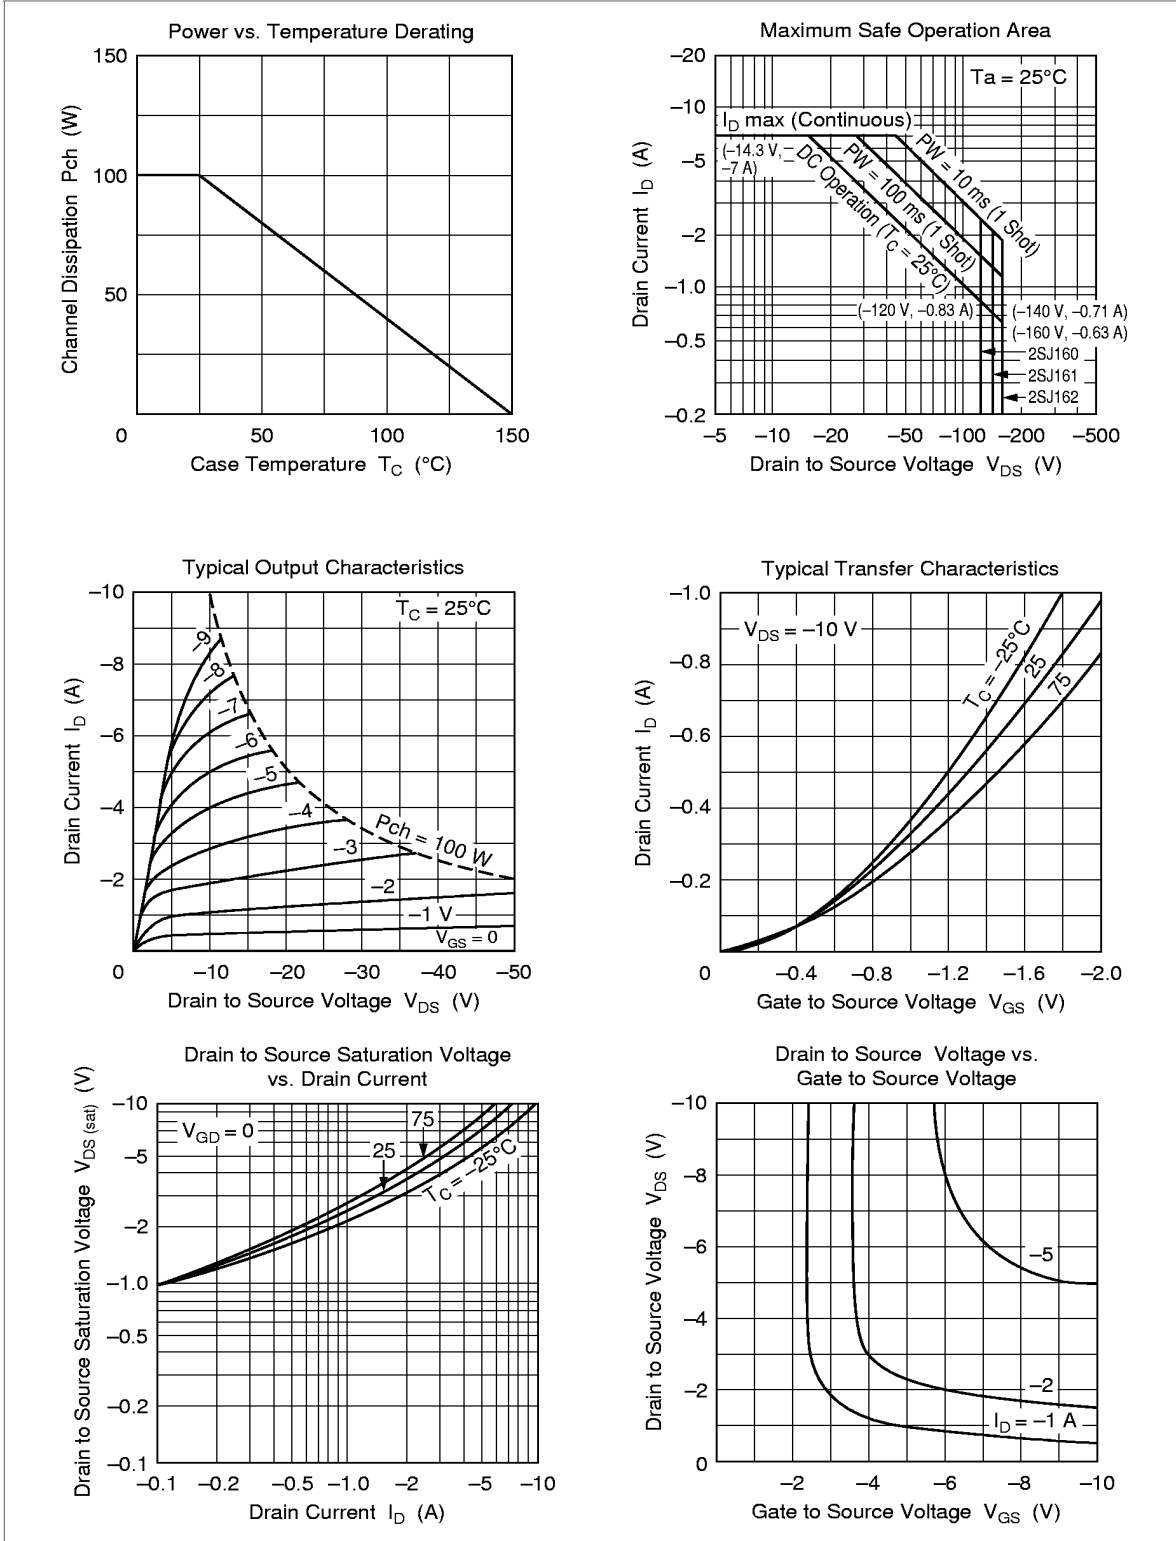 Power vs. Temperature Derating
150
100
50
0
50
100
150
Channel Dissipation Pch (W)
Case Temperature TC (°C)
Maximum Safe Operation Area
–20
–10
–5
–2
–1.0
–0.5
–0.2
Ta = 25°C
ID max (Continuous)
(–14.3 V,
–7 A)
PW = 10 ms (1 Shot)
PW = 100 ms (1 Shot)
DC Operation (TC = 25°C)
(–120 V, –0.83 A)
(–140 V, –0.71 A)
(–160 V, –0.63 A)
2SJ160
2SJ161
2SJ162
–5
–10
–20
–50
–100
–200
–500
Drain Current ID (A)
Drain to Source Voltage VDS (V)
Typical Output Characteristics
–10
–8
–6
–4
–2
0
TC = 25°C
–9
–8
–7
–6
–5
–4
–3
–2
–1 V
VGS = 0
Pch = 100 W
–10
–20
–30
–40
–50
Drain Current ID (A)
Drain to Source Voltage VDS (V)
Typical Transfer Characteristics
–1.0
–0.8
–0.6
–0.4
–0.2
0
VDS = –10 V
TC = –25°C
25
75
–0.4
–0.8
–1.2
–1.6
–2.0
Drain Current ID (A)
Gate to Source Voltage VGS (V)
Drain to Source Saturation Voltage
vs. Drain Current
–10
–5
–2
–1.0
–0.5
–0.2
–0.1
VGD = 0
75
25
TC = –25°C
–0.1
–0.2
–0.5
–1.0
–2
–5
–10
Drain to Source Saturation Voltage VDS (sat) (V)
Drain Current ID (A)
Drain to Source Voltage vs.
Gate to Source Voltage
–10
–8
–6
–4
–2
0
–5
–2
ID = –1 A
–2
–4
–6
–8
–10
Drain to Source Voltage VDS (V)
Gate to Source Voltage VGS (V)